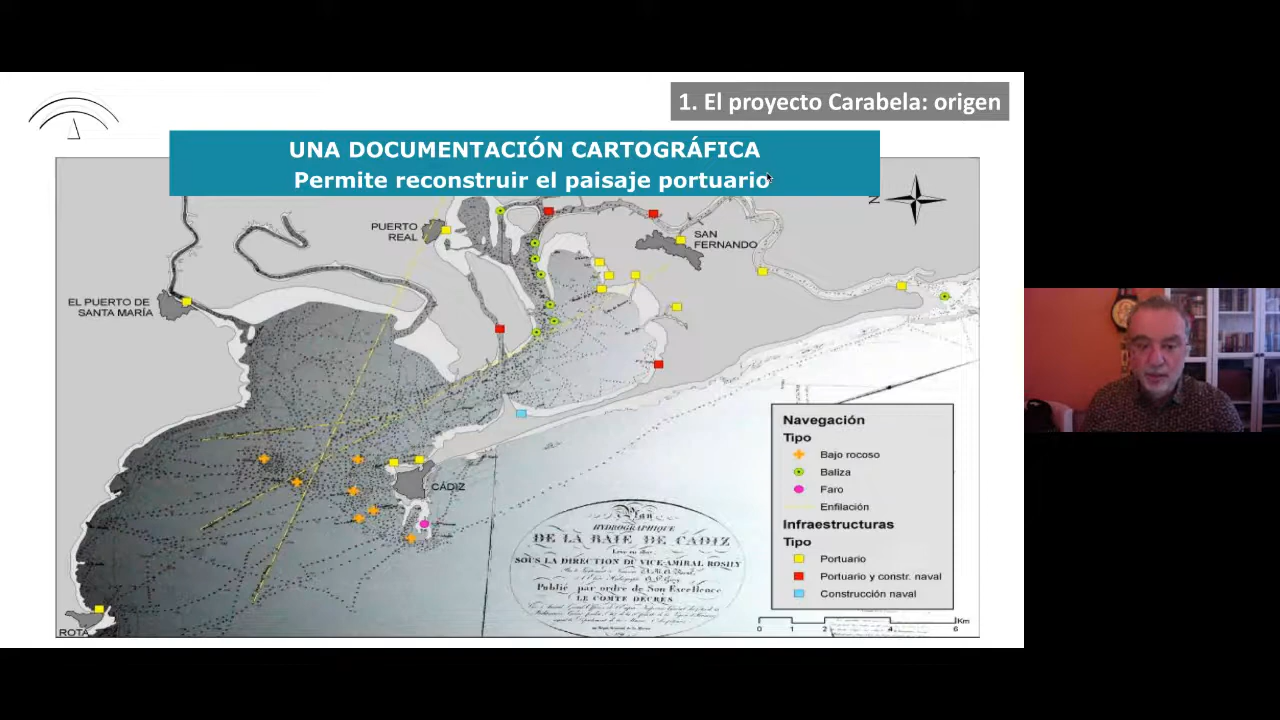 1. El proyecto Carabela: origen
UNA DOCUMENTACIÓN CARTOGRÁFICA
Permite reconstruir el paisaje portuario
N
PUERTO
REAL
SAN
FERNANDO
EL PUERTO DE
SANTA MARÍA
CÁDIZ
ROTA
Navegación
Tipo
Bajo rocoso
Baliza
Faro
Enfilación
Infraestructuras
Tipo
Portuario
Portuario y constr. naval
Construcción naval
0 1 2 4 6 Km
Plan
HYDROGRAPHIQUE
DE LA BAIE DE CADIZ
SOUS LA DIRECTION DU VICE-AMIRAL ROSILY
Publié par ordre de Son Excellence
LE COMTE DECRÈS